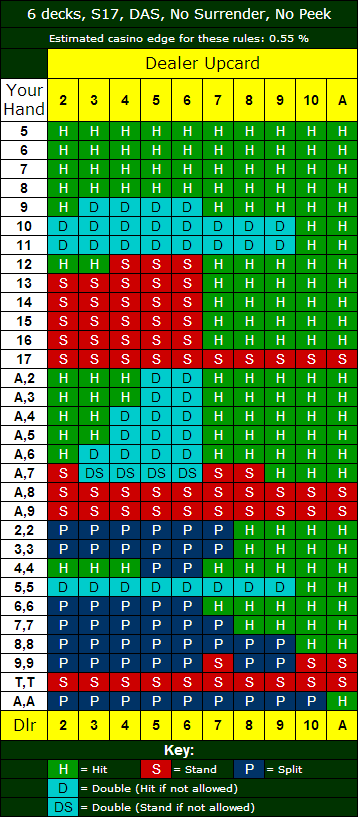 6 decks, S17, DAS, No Surrender, No Peek
Estimated casino edge for these rules: 0.55 %
Your Hand Dealer Upcard
2 3 4 5 6 7 8 9 10 A
5 H H H H H H H H H H
6 H H H H H H H H H H
7 H H H H H H H H H H
8 H H H H H H H H H H
9 H D D D D H H H H H
10 D D D D D D D D H H
11 D D D D D D D D H H
12 H H S S S H H H H H
13 S S S S S H H H H H
14 S S S S S H H H H H
15 S S S S S H H H H H
16 S S S S S H H H H H
17 S S S S S S S S S S
A,2 H H H D D H H H H H
A,3 H H H D D H H H H H
A,4 H H D D D H H H H H
A,5 H H D D D H H H H H
A,6 H D D D D H H H H H
A,7 S DS DS DS DS S S H H H
A,8 S S S S S S S S S S
A,9 S S S S S S S S S S
2,2 P P P P P P H H H H
3,3 P P P P P P H H H H
4,4 H H H P P H H H H H
5,5 D D D D D D D D H H
6,6 P P P P P H H H H H
7,7 P P P P P P H H H H
8,8 P P P P P P P P H H
9,9 P P P P P S P P S S
T,T S S S S S S S S S S
A,A P P P P P P P P P H
Dlr 2 3 4 5 6 7 8 9 10 A
Key:
H = Hit S = Stand P = Split
D = Double (Hit if not allowed)
DS = Double (Stand if not allowed)